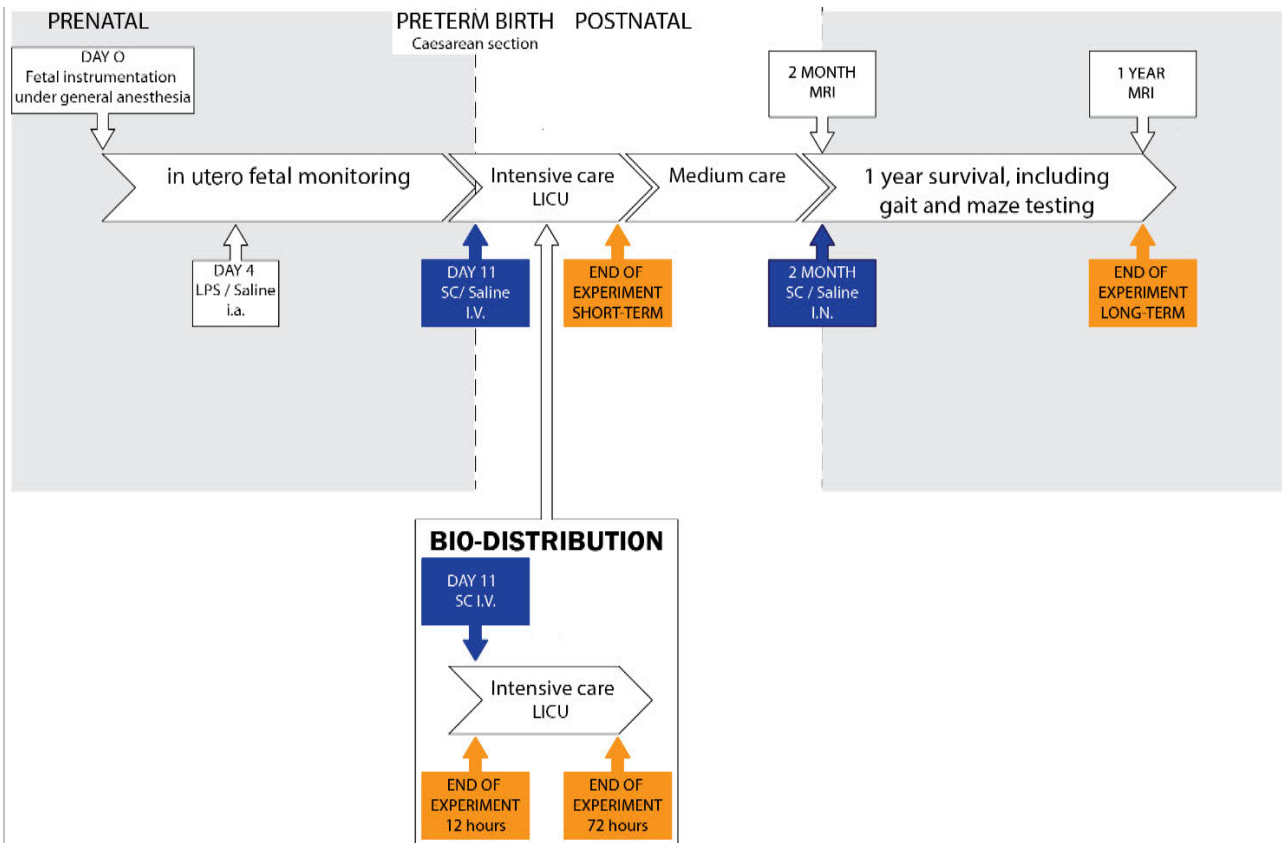 PRENATAL
PRETERM BIRTH
Caesarean section
POSTNATAL
DAY O
Fetal instrumentation
under general anesthesia
2 MONTH
MRI
1 YEAR
MRI
in utero fetal monitoring
Intensive care
LICU
Medium care
1 year survival, including
gait and maze testing
DAY 4
LPS / Saline
i.a.
DAY 11
SC/ Saline
I.V.
END OF
EXPERIMENT
SHORT-TERM
2 MONTH
SC / Saline
I.N.
END OF
EXPERIMENT
LONG-TERM
BIO-DISTRIBUTION
DAY 11
SC I.V.
Intensive care
LICU
END OF
EXPERIMENT
12 hours
END OF
EXPERIMENT
72 hours